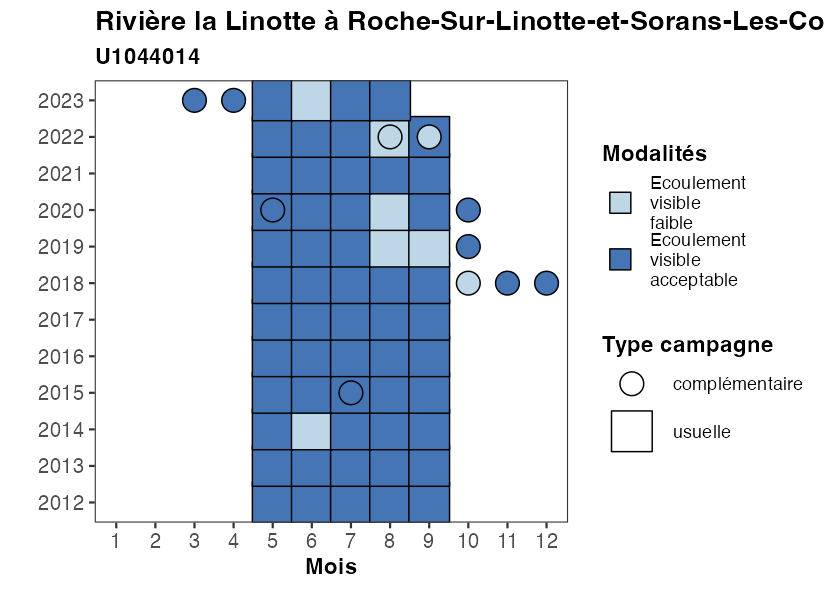 Rivière la Linotte à Roche-Sur-Linotte-et-Sorans-Les-Co
U1044014
2023
2022
2021
2020
2019
2018
2017
2016
2015
2014
2013
2012
1 2 3 4 5 6 7 8 9 10 11 12
Mois
Modalités
Ecoulement
visible
faible
Ecoulement
visible
acceptable
Type campagne
complémentaire
usuelle